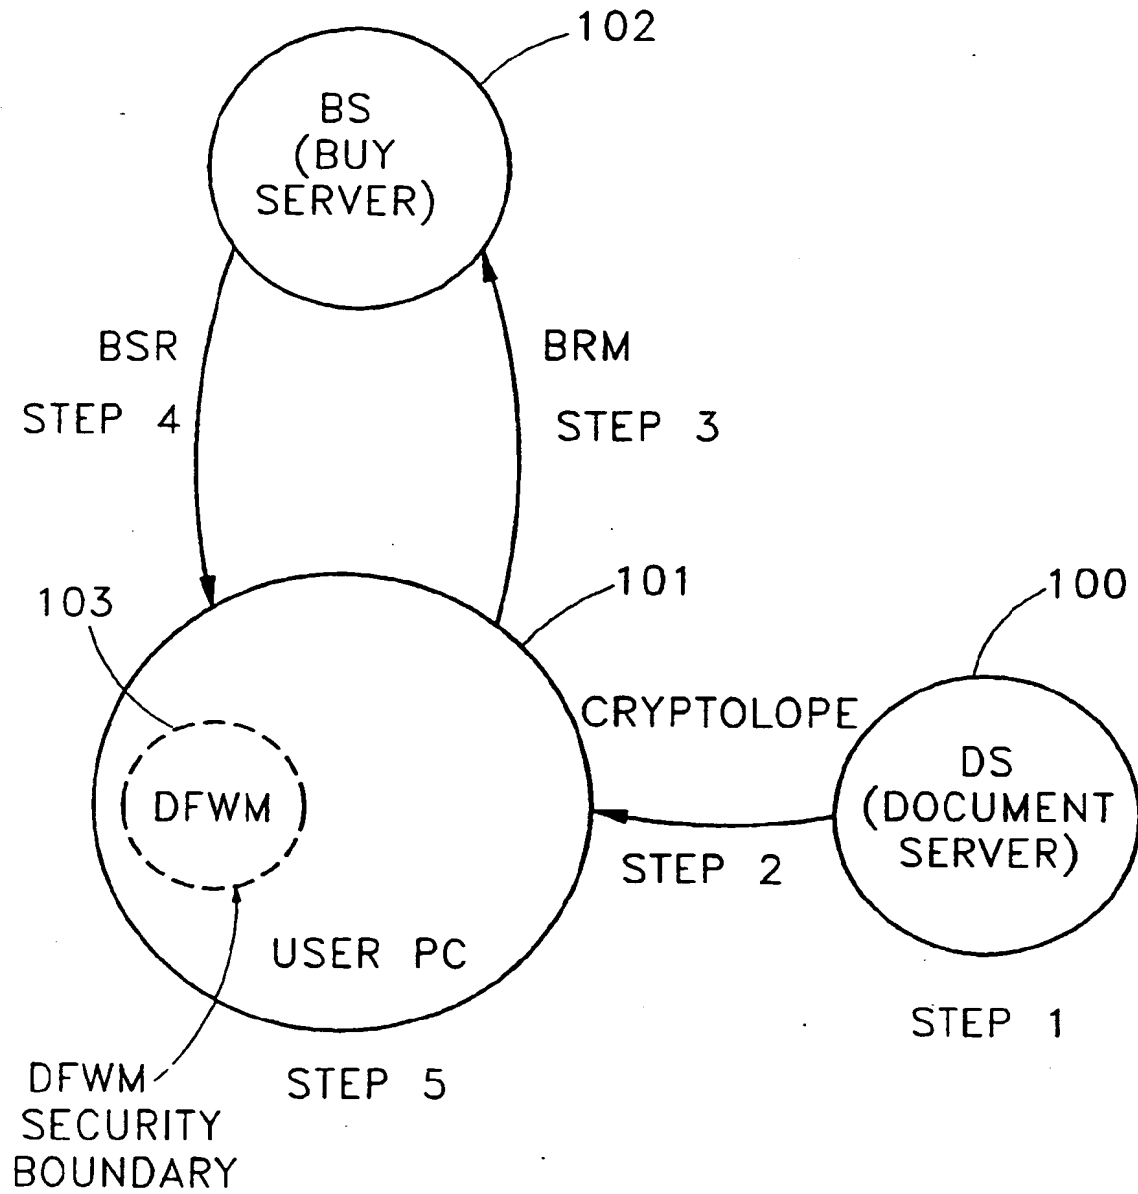 102
BS
(BUY
SERVER)
BSR
BRM
STEP 4
STEP 3
103
101
100
CRYPTOLOPE
DS
(DOCUMENT
SERVER)
DFWM
STEP 2
USER PC
STEP 1
STEP 5
DFWM
SECURITY
BOUNDARY